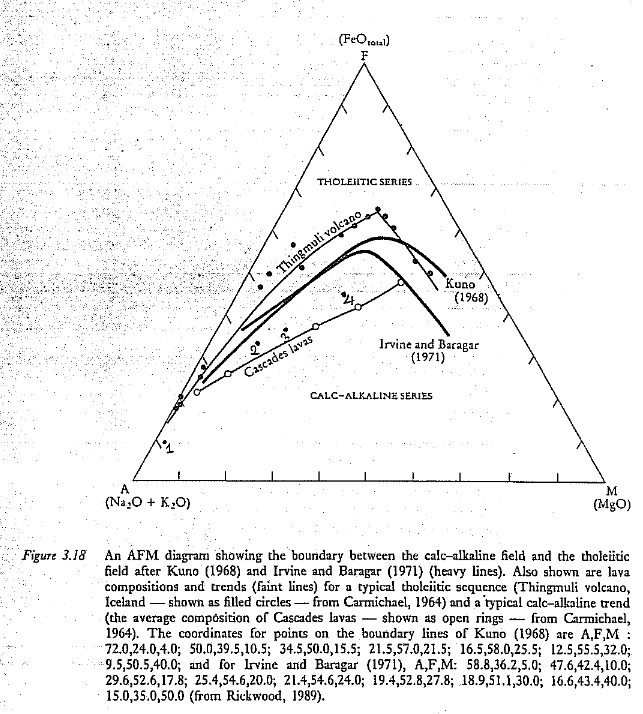 (FeOtotal)
F
THOLEIITIC SERIES
Thingmuli volcano
Kuno
(1968)
4
Irvine and Baragar
(1971)
3
2
Cascades lavas
CALC-ALKALINE SERIES
1
A
(Na₂O + K₂O)
M
(MgO)
Figure 3.18 An AFM diagram showing the boundary between the calc-alkaline field and the tholeiitic
field after Kuno (1968) and Irvine and Baragar (1971) (heavy lines). Also shown are lava
compositions and trends (faint lines) for a typical tholeiitic sequence (Thingmuli volcano,
Iceland — shown as filled circles — from Carmichael, 1964) and a typical calc-alkaline trend
(the average composition of Cascades lavas — shown as open rings — from Carmichael,
1964). The coordinates for points on the boundary lines of Kuno (1968) are A,F,M :
72.0,24.0,4.0; 50.0,39.5,10.5; 34.5,50.0,15.5; 21.5,57.0,21.5; 16.5,58.0,25.5; 12.5,55.5,32.0;
9.5,50.5,40.0; and for Irvine and Baragar (1971), A,F,M: 58.8,36.2,5.0; 47.6,42.4,10.0;
29.6,52.6,17.8; 25.4,54.6,20.0; 21.4,54.6,24.0; 19.4,52.8,27.8; 18.9,51.1,30.0; 16.6,43.4,40.0;
15.0,35.0,50.0 (from Rickwood, 1989).